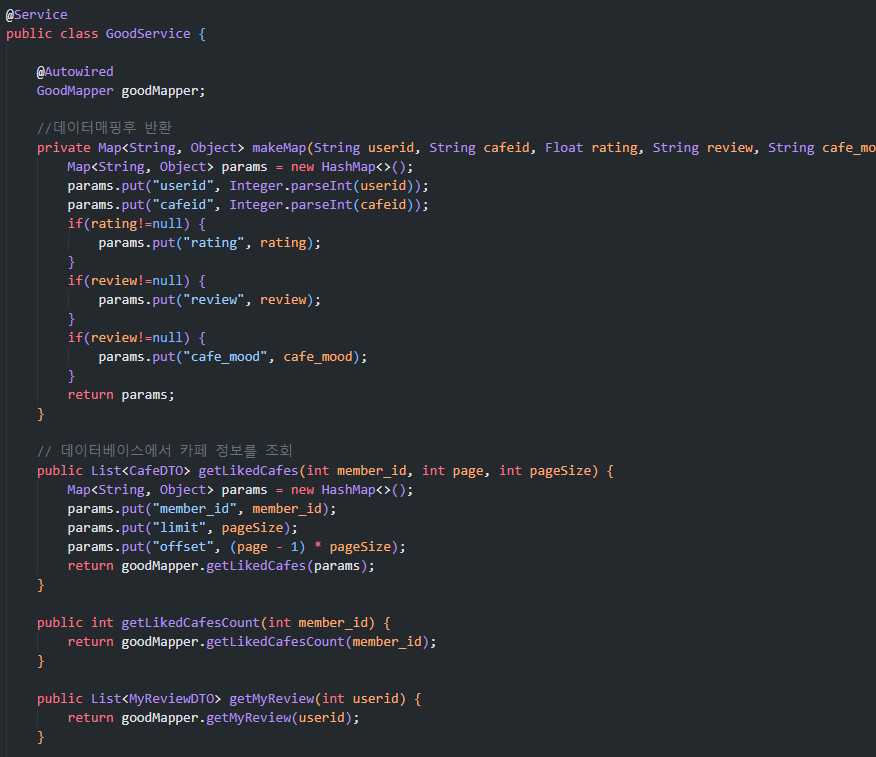 @Service
public class GoodService {
@Autowired
GoodMapper goodMapper;
//데이터매핑후 반환
private Map<String, Object> makeMap(String userid, String cafeid, Float rating, String review, String cafe_mo
Map<String, Object> params = new HashMap<>();
params.put("userid", Integer.parseInt(userid));
params.put("cafeid", Integer.parseInt(cafeid));
if(rating!=null) {
params.put("rating", rating);
}
if(review!=null) {
params.put("review", review);
}
if(review!=null) {
params.put("cafe_mood", cafe_mood);
}
return params;
}
// 데이터베이스에서 카페 정보를 조회
public List<CafeDTO> getLikedCafes(int member_id, int page, int pageSize) {
Map<String, Object> params = new HashMap<>();
params.put("member_id", member_id);
params.put("limit", pageSize);
params.put("offset", (page - 1) * pageSize);
return goodMapper.getLikedCafes(params);
}
public int getLikedCafesCount(int member_id) {
return goodMapper.getLikedCafesCount(member_id);
}
public List<MyReviewDTO> getMyReview(int userid) {
return goodMapper.getMyReview(userid);
}